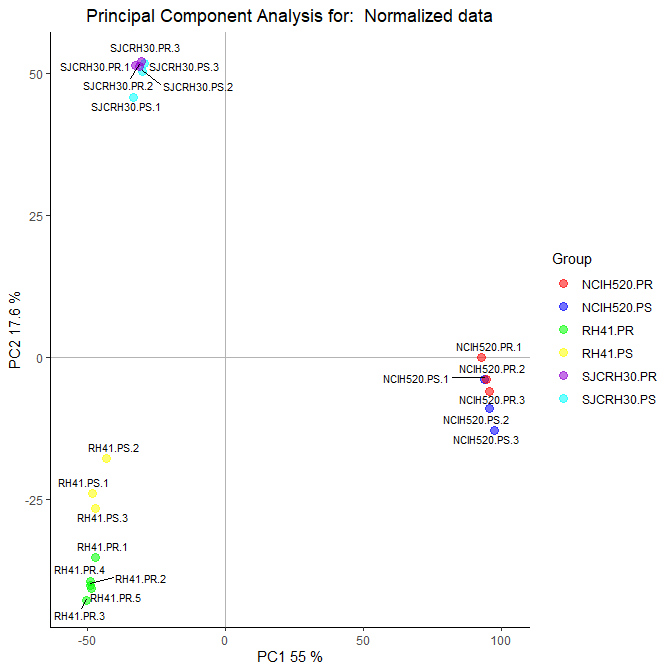 Principal Component Analysis for:  Normalized data
SJCRH30.PR.3
SJCRH30.PR.1
SJCRH30.PS.3
SJCRH30.PR.2
SJCRH30.PS.2
SJCRH30.PS.1
50
25
0
-25
PC2 17.6 %
NCIH520.PR.1
NCIH520.PR.2
NCIH520.PS.1
NCIH520.PR.3
NCIH520.PS.2
NCIH520.PS.3
RH41.PS.2
RH41.PS.1
RH41.PS.3
RH41.PR.1
RH41.PR.4
RH41.PR.2
RH41.PR.5
RH41.PR.3
-50
0
50
100
PC1 55 %
Group
NCIH520.PR
NCIH520.PS
RH41.PR
RH41.PS
SJCRH30.PR
SJCRH30.PS